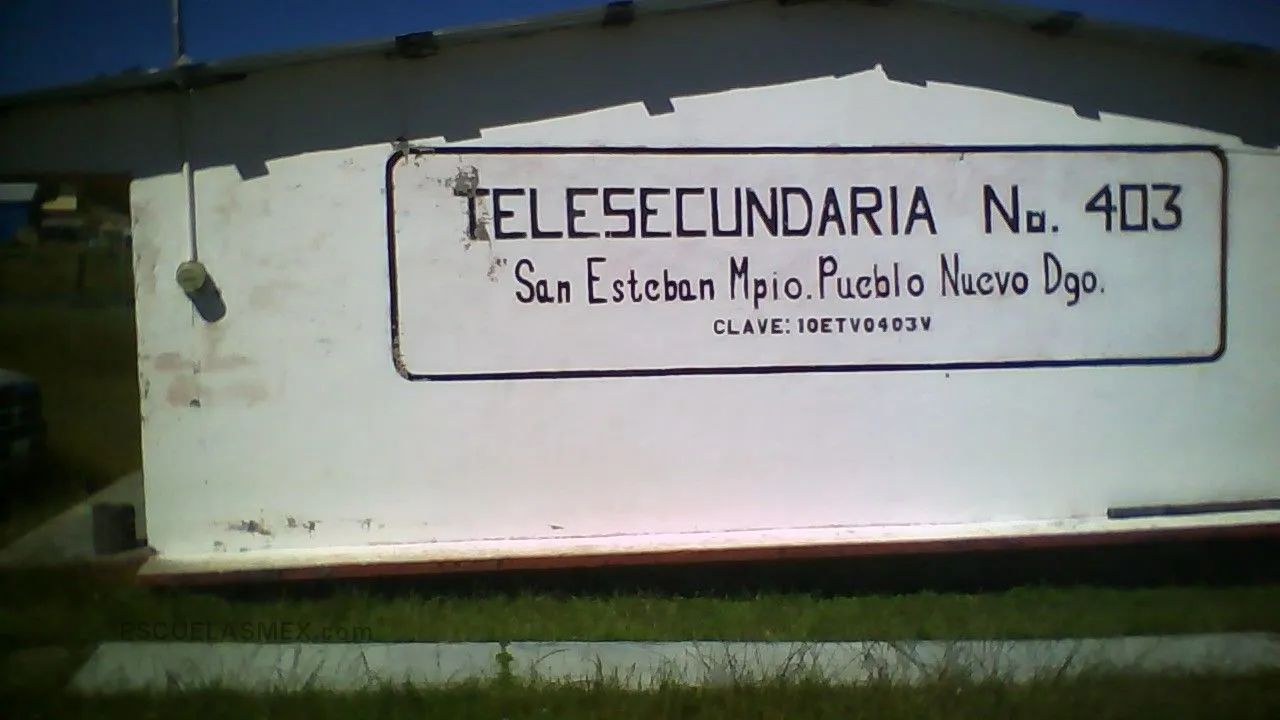 TELESECUNDARIA No. 403
"San Esteban Mpio. Pueblo Nuevo Dgo.
CLAVE: 10ETV0403V
ESCUELASMEX.com